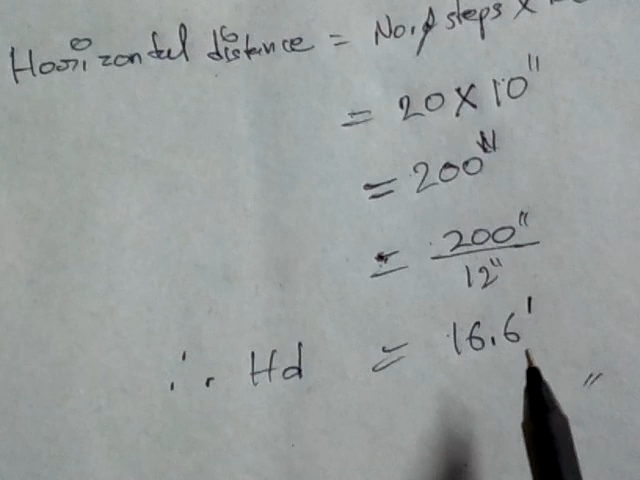 Horizontal distance = No. of steps ×
= 20 × 10"
= 200"
= 200" / 12"
∴ Hd = 16.6'
"